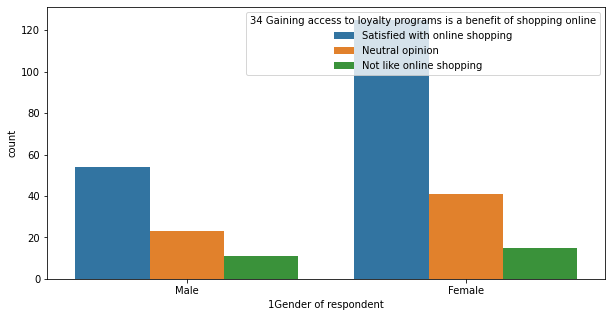 34 Gaining access to loyalty programs is a benefit of shopping online
Satisfied with online shopping
Neutral opinion
Not like online shopping
120
100
80
60
40
20
0
count
Male Female
1Gender of respondent